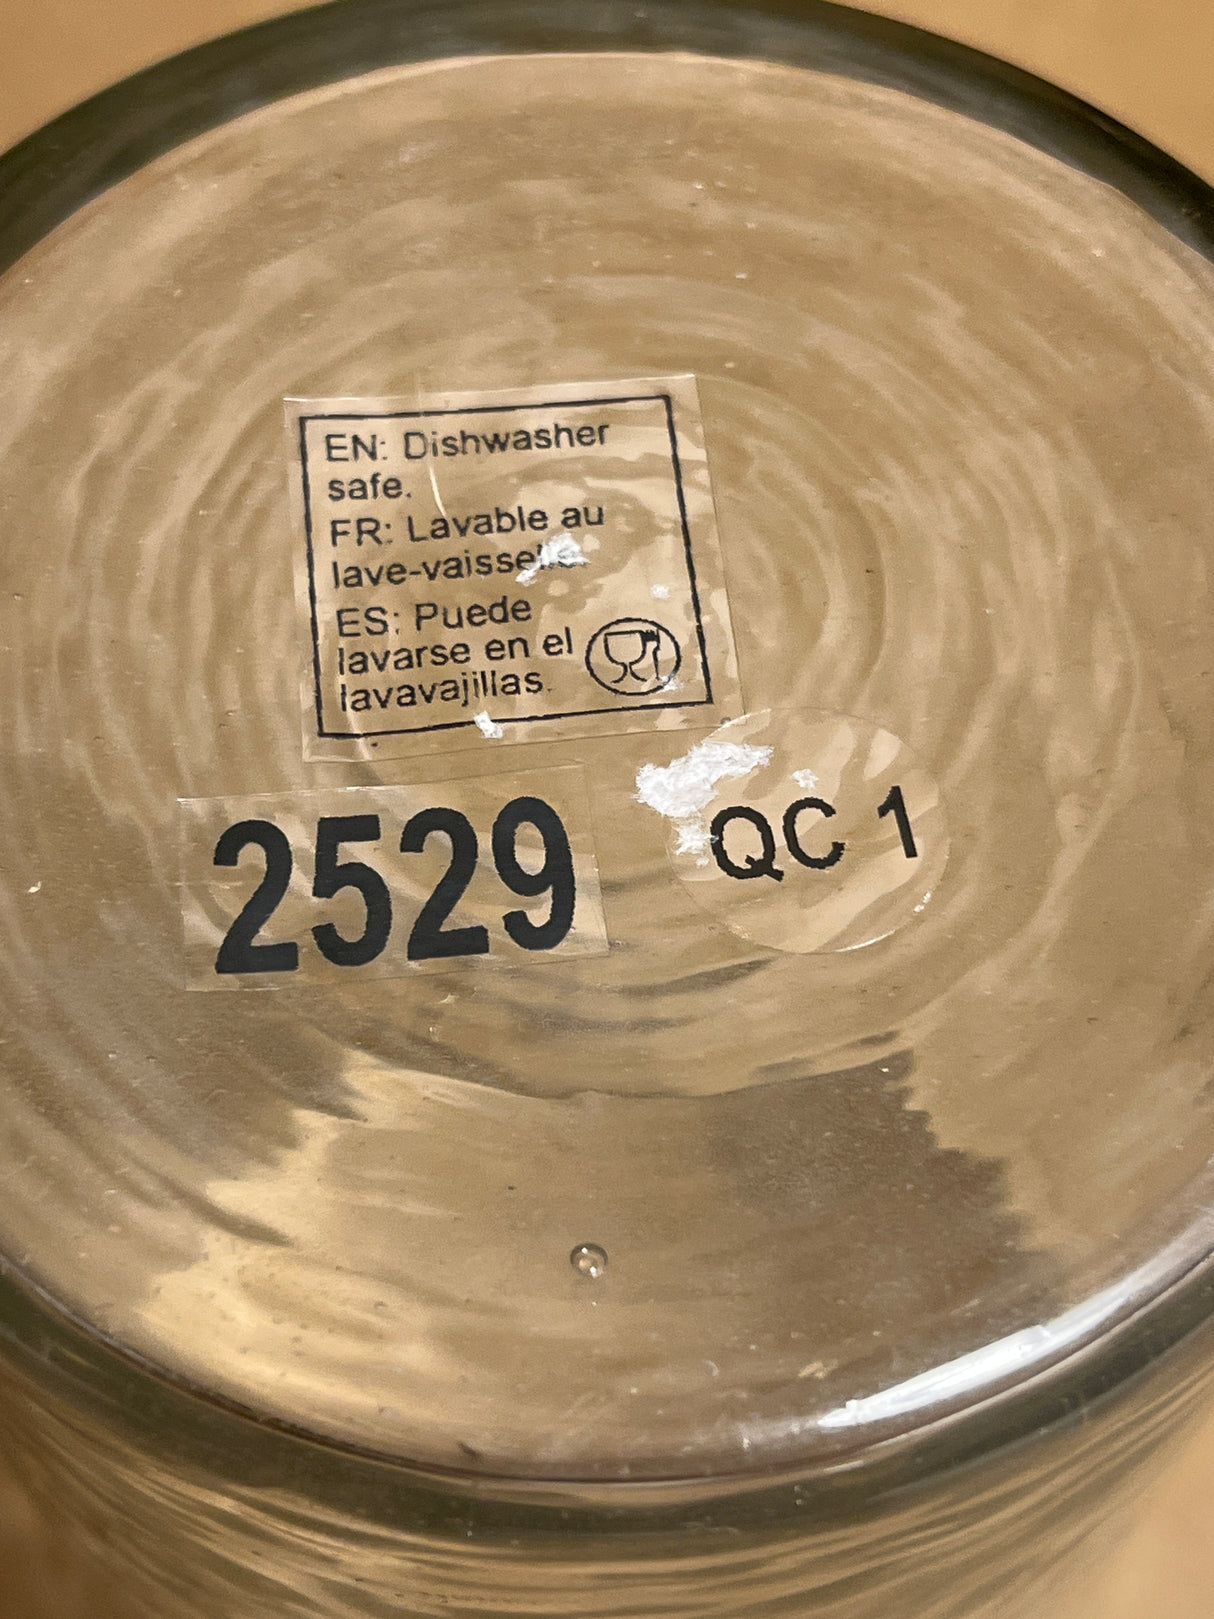 EN: Dishwasher
safe.
FR: Lavable au
lave-vaisselle.
ES: Puede
lavarse en el
lavavajillas.
2529
QC 1